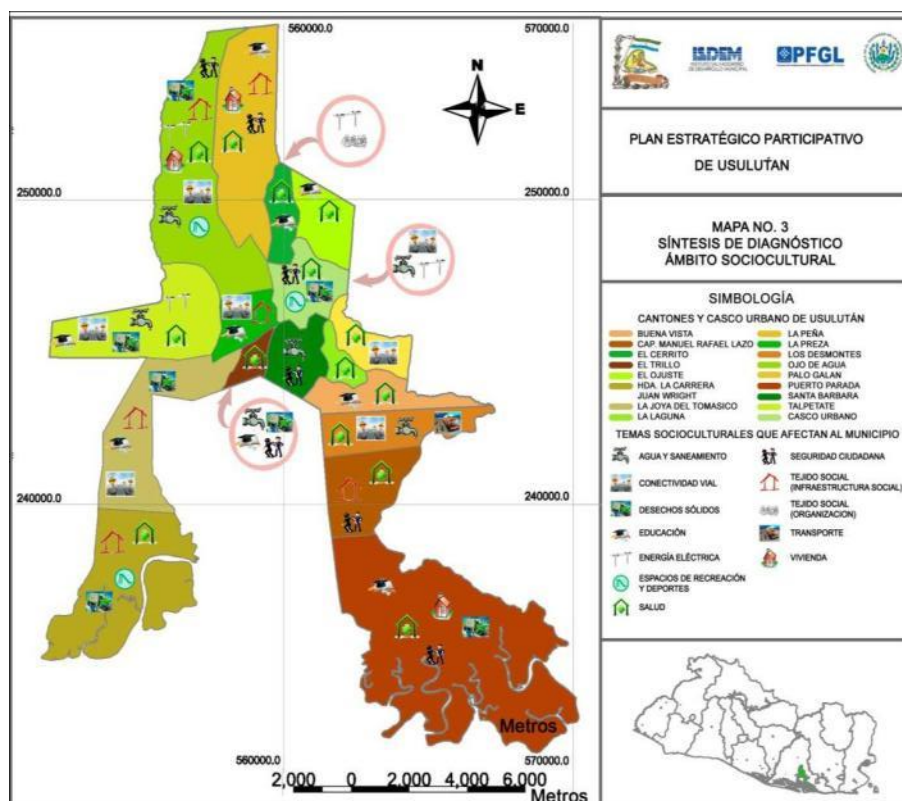 560000.0
570000.0
N
E
250000.0
250000.0
240000.0
240000.0
Metros
560000.0
570000.0
2,000 0 2,000 4,000 6,000
Metros
ISDEM
PFGL
PLAN ESTRATÉGICO PARTICIPATIVO
DE USULUTAN
MAPA NO. 3
SÍNTESIS DE DIAGNÓSTICO
ÁMBITO SOCIOCULTURAL
SIMBOLOGÍA
CANTONES Y CASCO URBANO DE USULUTÁN
BUENA VISTA
CAP. MANUEL RAFAEL LAZO
EL CERRITO
EL TRILLO
EL OJUSTE
HDA. LA CARRERA
JUAN WRIGHT
LA JOYA DEL TOMASICO
LA LAGUNA
LA PEÑA
LA PREZA
LOS DESMONTES
OJO DE AGUA
PALO GALAN
PUERTO PARADA
SANTA BARBARA
TALPETATE
CASCO URBANO
TEMAS SOCIOCULTURALES QUE AFECTAN AL MUNICIPIO
AGUA Y SANEAMIENTO
CONECTIVIDAD VIAL
DESECHOS SÓLIDOS
EDUCACIÓN
ENERGÍA ELÉCTRICA
ESPACIOS DE RECREACIÓN
Y DEPORTES
SALUD
SEGURIDAD CIUDADANA
TEJIDO SOCIAL
(INFRAESTRUCTURA SOCIAL)
TEJIDO SOCIAL
(ORGANIZACION)
TRANSPORTE
VIVIENDA